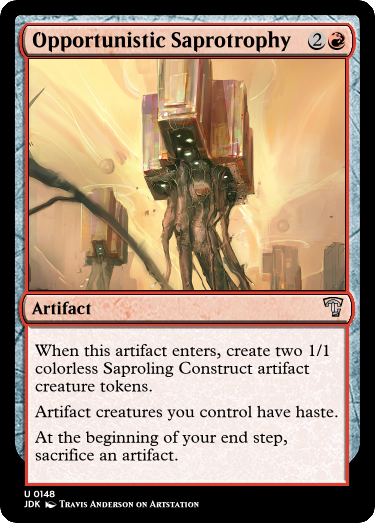 Opportunistic Saprotrophy 2
Artifact
When this artifact enters, create two 1/1
colorless Saproling Construct artifact
creature tokens.
Artifact creatures you control have haste.
At the beginning of your end step,
sacrifice an artifact.
U 0148
JDK Travis Anderson on Artstation